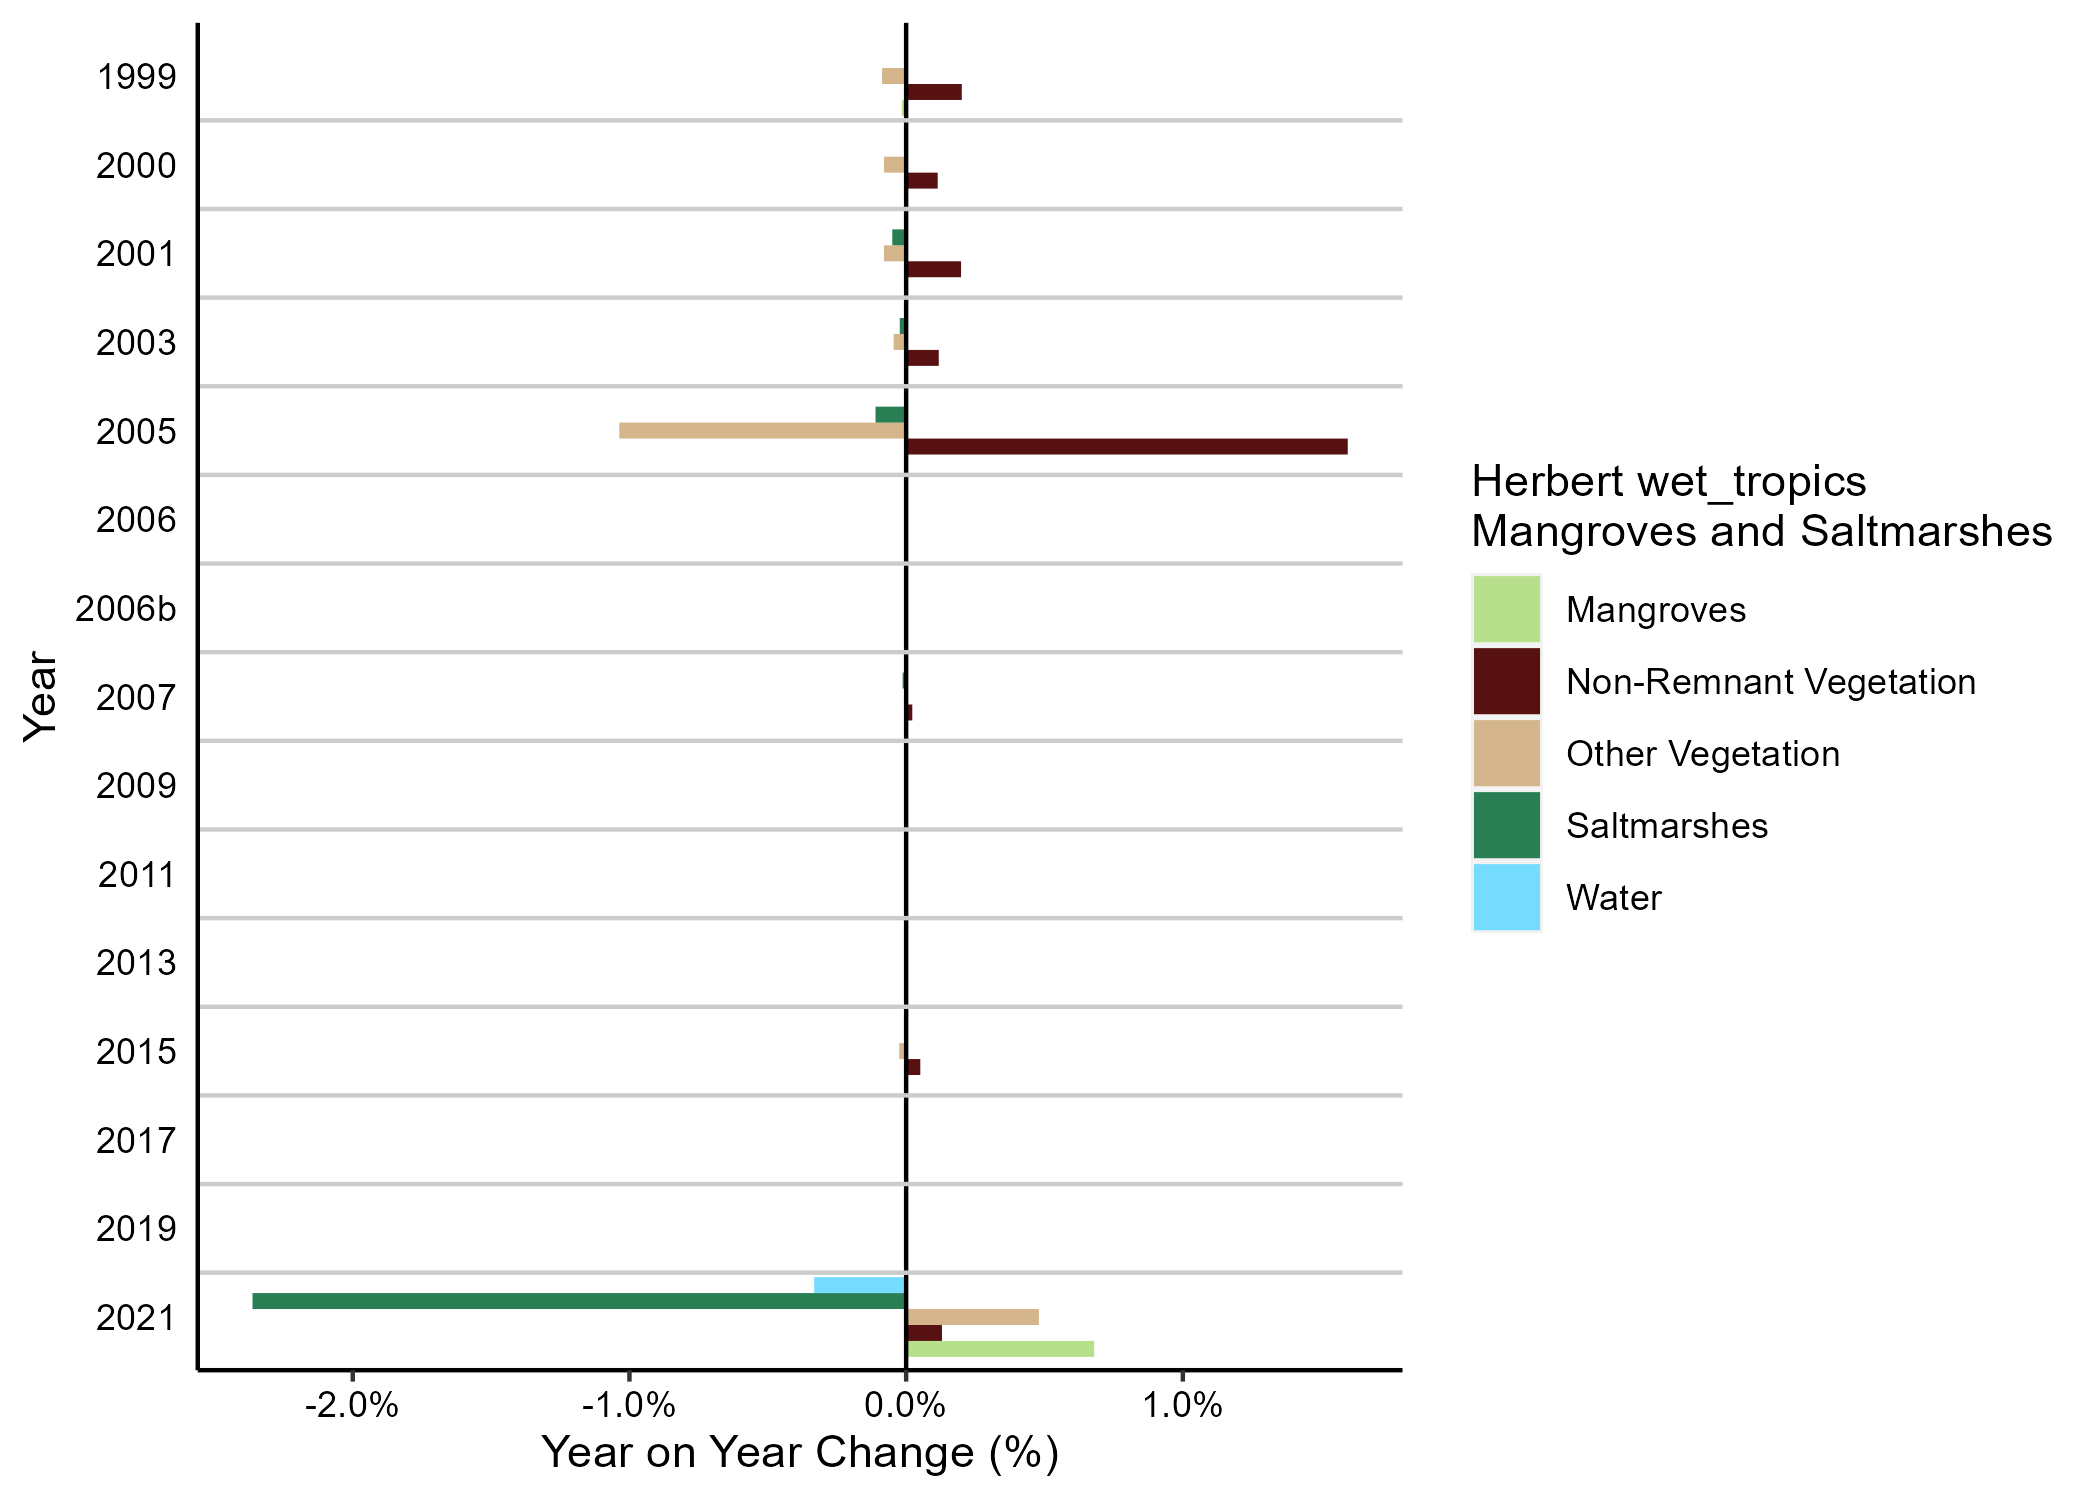 1999
2000
2001
2003
2005
2006
2006b
2007
2009
2011
2013
2015
2017
2019
2021
Year
-2.0%
-1.0%
0.0%
1.0%
Year on Year Change (%)
Herbert wet_tropics
Mangroves and Saltmarshes
Mangroves
Non-Remnant Vegetation
Other Vegetation
Saltmarshes
Water